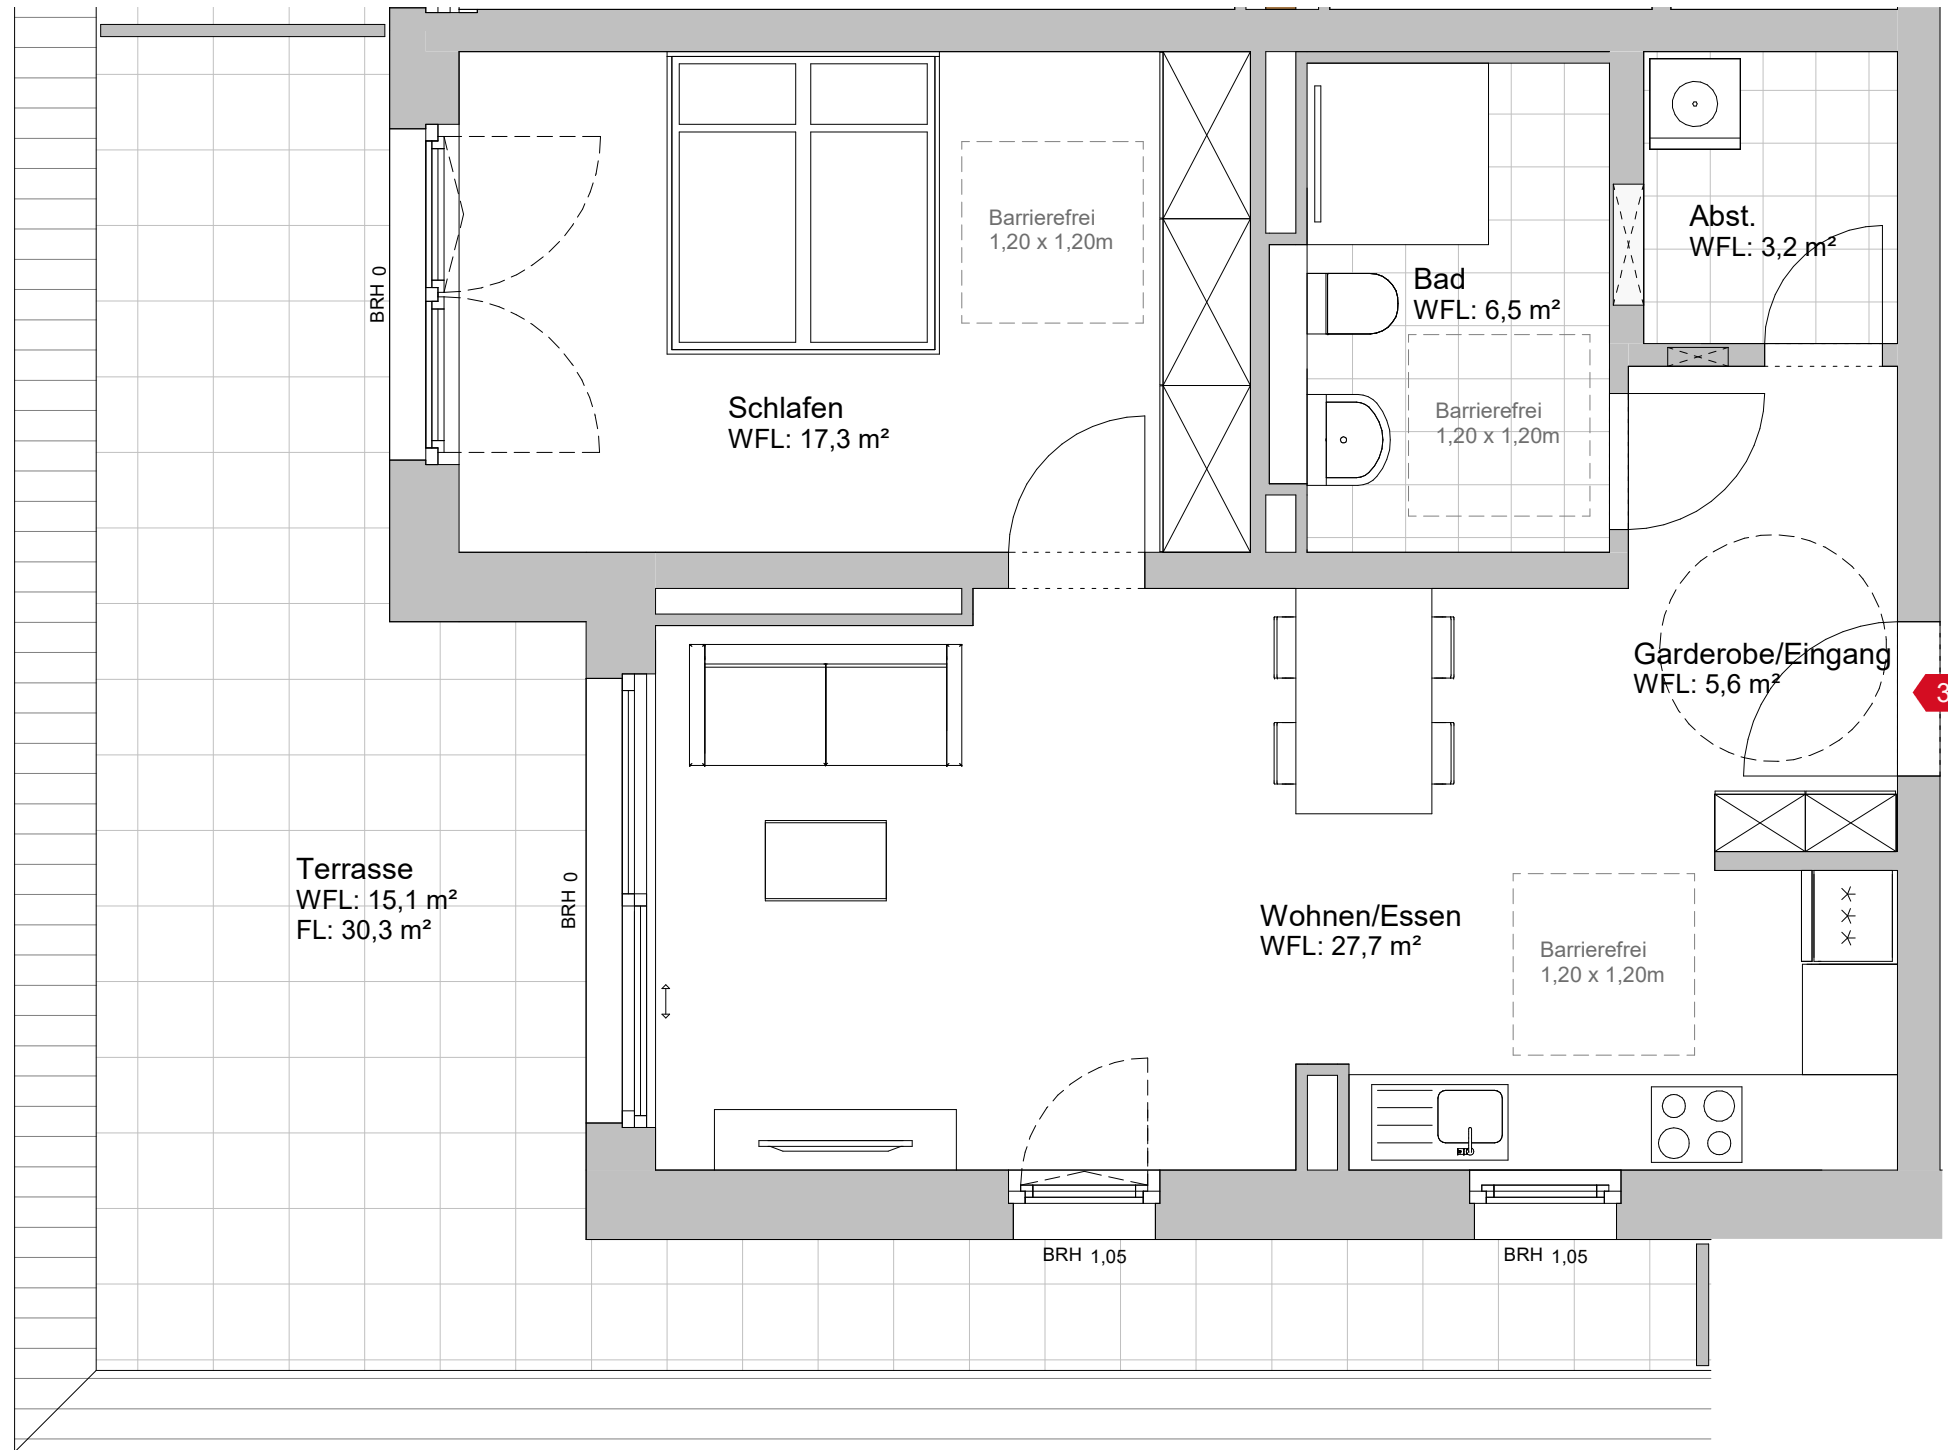 Abst.
WFL: 3,2 m²
Barrierefrei
1,20 x 1,20m
Bad
WFL: 6,5 m²
BRH 0
Schlafen
WFL: 17,3 m²
Barrierefrei
1,20 x 1,20m
Garderobe/Eingang
WFL: 5,6 m²
3
Terrasse
WFL: 15,1 m²
FL: 30,3 m²
BRH 0
Wohnen/Essen
WFL: 27,7 m²
Barrierefrei
1,20 x 1,20m
BRH 1,05
BRH 1,05